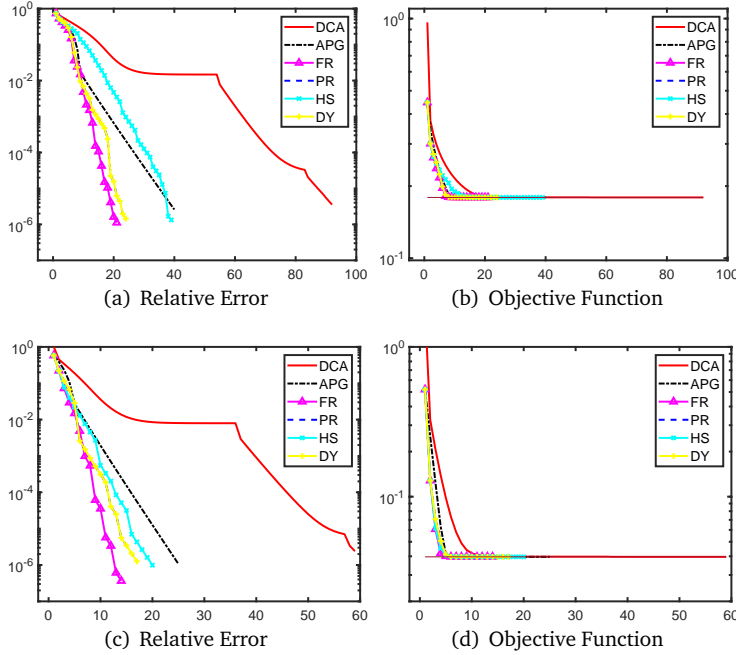 10^0
10^-2
10^-4
10^-6
0 20 40 60 80 100
DCA
APG
FR
PR
HS
DY
(a) Relative Error
10^0
10^-1
0 20 40 60 80 100
DCA
APG
FR
PR
HS
DY
(b) Objective Function
10^0
10^-2
10^-4
10^-6
0 10 20 30 40 50 60
DCA
APG
FR
PR
HS
DY
(c) Relative Error
10^0
10^-1
0 10 20 30 40 50 60
DCA
APG
FR
PR
HS
DY
(d) Objective Function